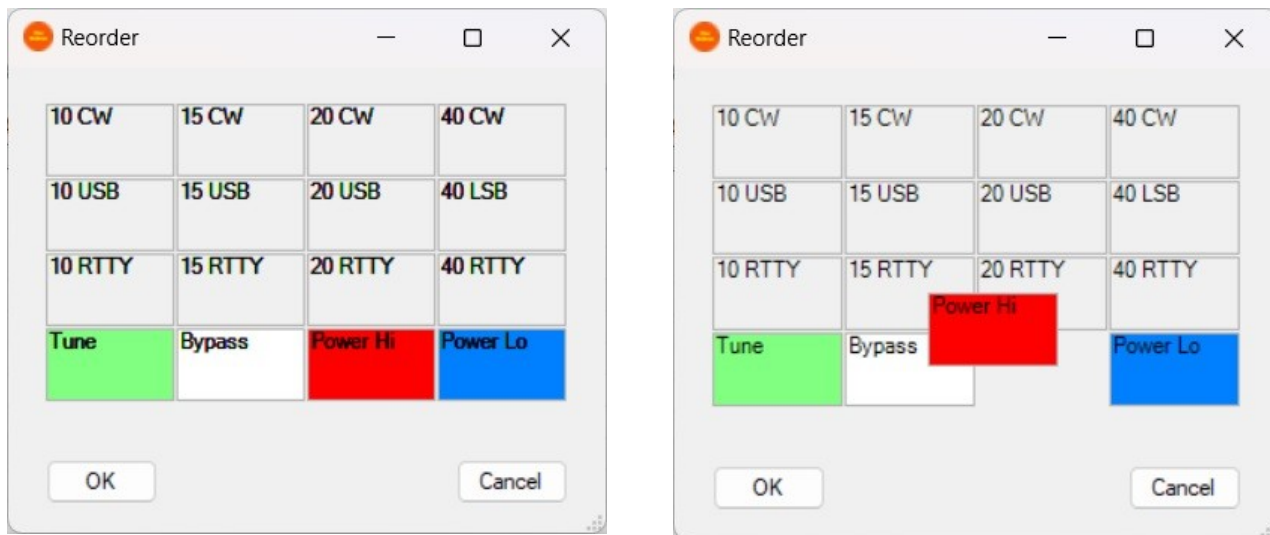 Reorder
10 CW 15 CW 20 CW 40 CW
10 USB 15 USB 20 USB 40 LSB
10 RTTY 15 RTTY 20 RTTY 40 RTTY
Tune Bypass Power Hi Power Lo
OK Cancel
Reorder
10 CW 15 CW 20 CW 40 CW
10 USB 15 USB 20 USB 40 LSB
10 RTTY 15 RTTY 20 RTTY 40 RTTY
Power Hi
Tune Bypass Power Lo
OK Cancel